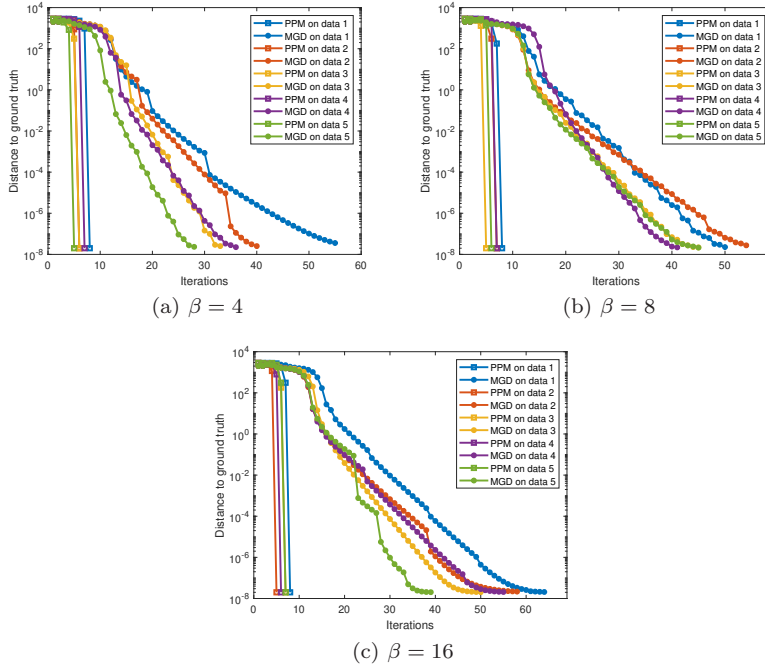 10^4
10^2
10^0
10^-2
10^-4
10^-6
10^-8
Distance to ground truth
0 10 20 30 40 50 60
Iterations
PPM on data 1
MGD on data 1
PPM on data 2
MGD on data 2
PPM on data 3
MGD on data 3
PPM on data 4
MGD on data 4
PPM on data 5
MGD on data 5
(a) β = 4
10^4
10^2
10^0
10^-2
10^-4
10^-6
10^-8
Distance to ground truth
0 10 20 30 40 50
Iterations
PPM on data 1
MGD on data 1
PPM on data 2
MGD on data 2
PPM on data 3
MGD on data 3
PPM on data 4
MGD on data 4
PPM on data 5
MGD on data 5
(b) β = 8
10^4
10^2
10^0
10^-2
10^-4
10^-6
10^-8
Distance to ground truth
0 10 20 30 40 50 60
Iterations
PPM on data 1
MGD on data 1
PPM on data 2
MGD on data 2
PPM on data 3
MGD on data 3
PPM on data 4
MGD on data 4
PPM on data 5
MGD on data 5
(c) β = 16